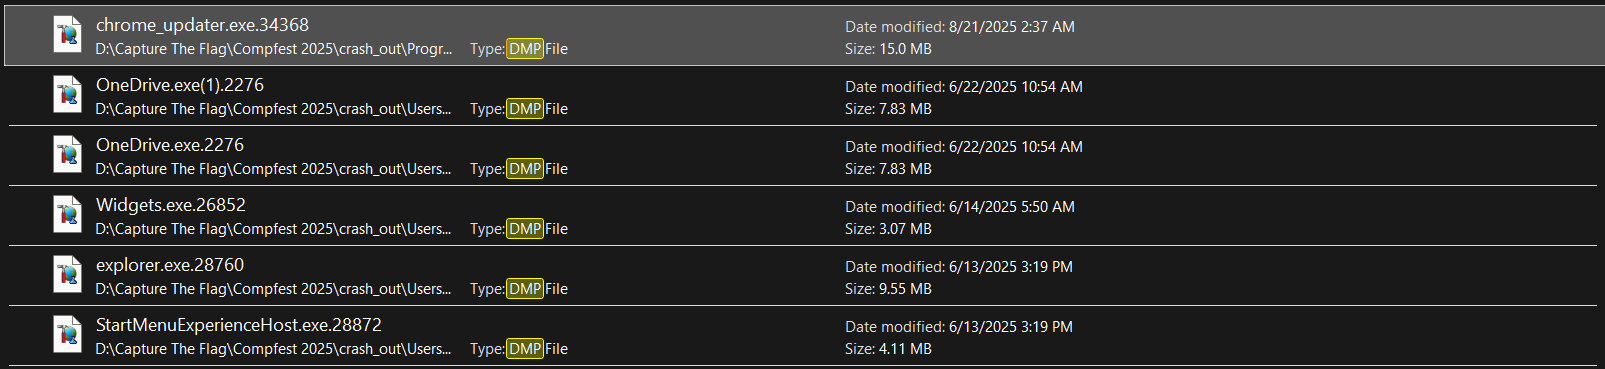 chrome_updater.exe.34368 Date modified: 8/21/2025 2:37 AM
D:\Capture The Flag\Compfest 2025\crash_out\Progr... Type: DMP File Size: 15.0 MB
OneDrive.exe(1).2276 Date modified: 6/22/2025 10:54 AM
D:\Capture The Flag\Compfest 2025\crash_out\Users... Type: DMP File Size: 7.83 MB
OneDrive.exe.2276 Date modified: 6/22/2025 10:54 AM
D:\Capture The Flag\Compfest 2025\crash_out\Users... Type: DMP File Size: 7.83 MB
Widgets.exe.26852 Date modified: 6/14/2025 5:50 AM
D:\Capture The Flag\Compfest 2025\crash_out\Users... Type: DMP File Size: 3.07 MB
explorer.exe.28760 Date modified: 6/13/2025 3:19 PM
D:\Capture The Flag\Compfest 2025\crash_out\Users... Type: DMP File Size: 9.55 MB
StartMenuExperienceHost.exe.28872 Date modified: 6/13/2025 3:19 PM
D:\Capture The Flag\Compfest 2025\crash_out\Users... Type: DMP File Size: 4.11 MB